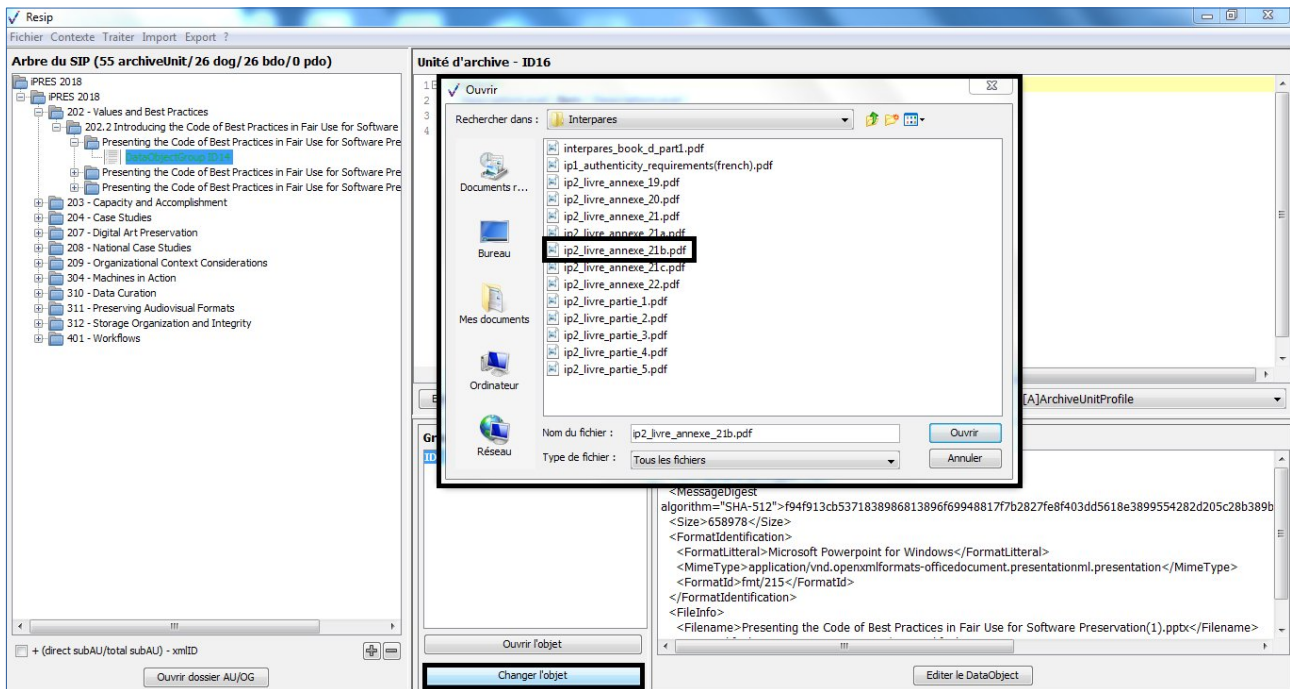 Resip
Fichier Contexte Traiter Import Export ?
Arbre du SIP (55 archiveUnit/26 dog/26 bdo/0 pdo)
iPRES 2018
iPRES 2018
202 - Values and Best Practices
202.2 Introducing the Code of Best Practices in Fair Use for Software
Presenting the Code of Best Practices in Fair Use for Software Pre
DataObjectGroup ID14
Presenting the Code of Best Practices in Fair Use for Software Pre
Presenting the Code of Best Practices in Fair Use for Software Pre
203 - Capacity and Accomplishment
204 - Case Studies
207 - Digital Art Preservation
208 - National Case Studies
209 - Organizational Context Considerations
304 - Machines in Action
310 - Data Curation
311 - Preserving Audiovisual Formats
312 - Storage Organization and Integrity
401 - Workflows
+ (direct subAU/total subAU) - xmlID
Ouvrir dossier AU/OG
Unité d'archive - ID16
1
2
3
4
Ouvrir
Rechercher dans :
Interpares
Documents r...
Bureau
Mes documents
Ordinateur
Réseau
interpares_book_d_part1.pdf
ip1_authenticity_requirements(french).pdf
ip2_livre_annexe_19.pdf
ip2_livre_annexe_20.pdf
ip2_livre_annexe_21.pdf
ip2_livre_annexe_21a.pdf
ip2_livre_annexe_21b.pdf
ip2_livre_annexe_21c.pdf
ip2_livre_annexe_22.pdf
ip2_livre_partie_1.pdf
ip2_livre_partie_2.pdf
ip2_livre_partie_3.pdf
ip2_livre_partie_4.pdf
ip2_livre_partie_5.pdf
Nom du fichier : ip2_livre_annexe_21b.pdf
Ouvrir
Type de fichier : Tous les fichiers
Annuler
[A]ArchiveUnitProfile
Gr
ID
<MessageDigest
algorithm="SHA-512">f94f913cb5371838986813896f69948817f7b2827fe8f403dd5618e3899554282d205c28b389b
<Size>658978</Size>
<FormatIdentification>
<FormatLitteral>Microsoft Powerpoint for Windows</FormatLitteral>
<MimeType>application/vnd.openxmlformats-officedocument.presentationml.presentation</MimeType>
<FormatId>fmt/215</FormatId>
</FormatIdentification>
<FileInfo>
<Filename>Presenting the Code of Best Practices in Fair Use for Software Preservation(1).pptx</Filename>
Ouvrir l'objet
Changer l'objet
Editer le DataObject